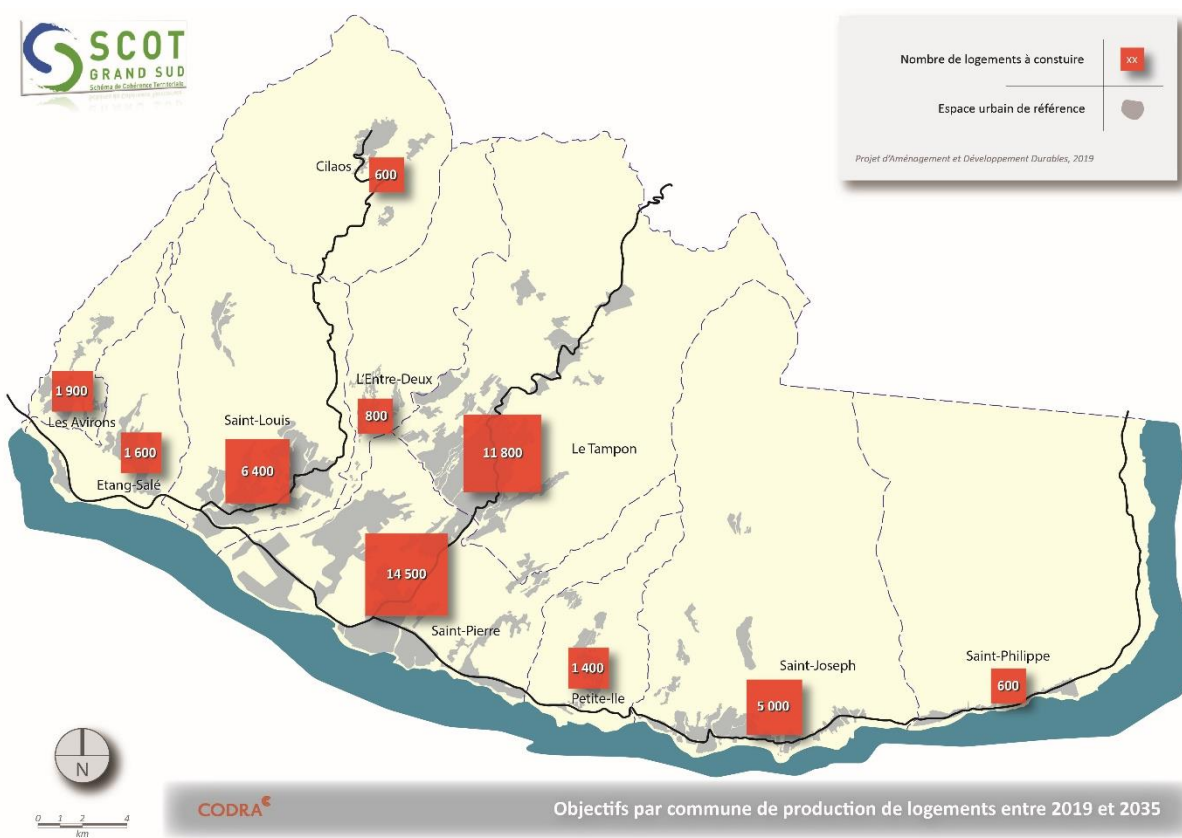 SCOT
GRAND SUD
Schéma de Cohérence Territoriale
Nombre de logements à constuire
xx
Espace urbain de référence
Projet d'Aménagement et Développement Durables, 2019
Cilaos
600
1 900
Les Avirons
1 600
Etang-Salé
Saint-Louis
6 400
L'Entre-Deux
800
11 800
Le Tampon
14 500
Saint-Pierre
1 400
Petite-Ile
Saint-Joseph
5 000
Saint-Philippe
600
N
0 1 2 4
km
CODRA
Objectifs par commune de production de logements entre 2019 et 2035